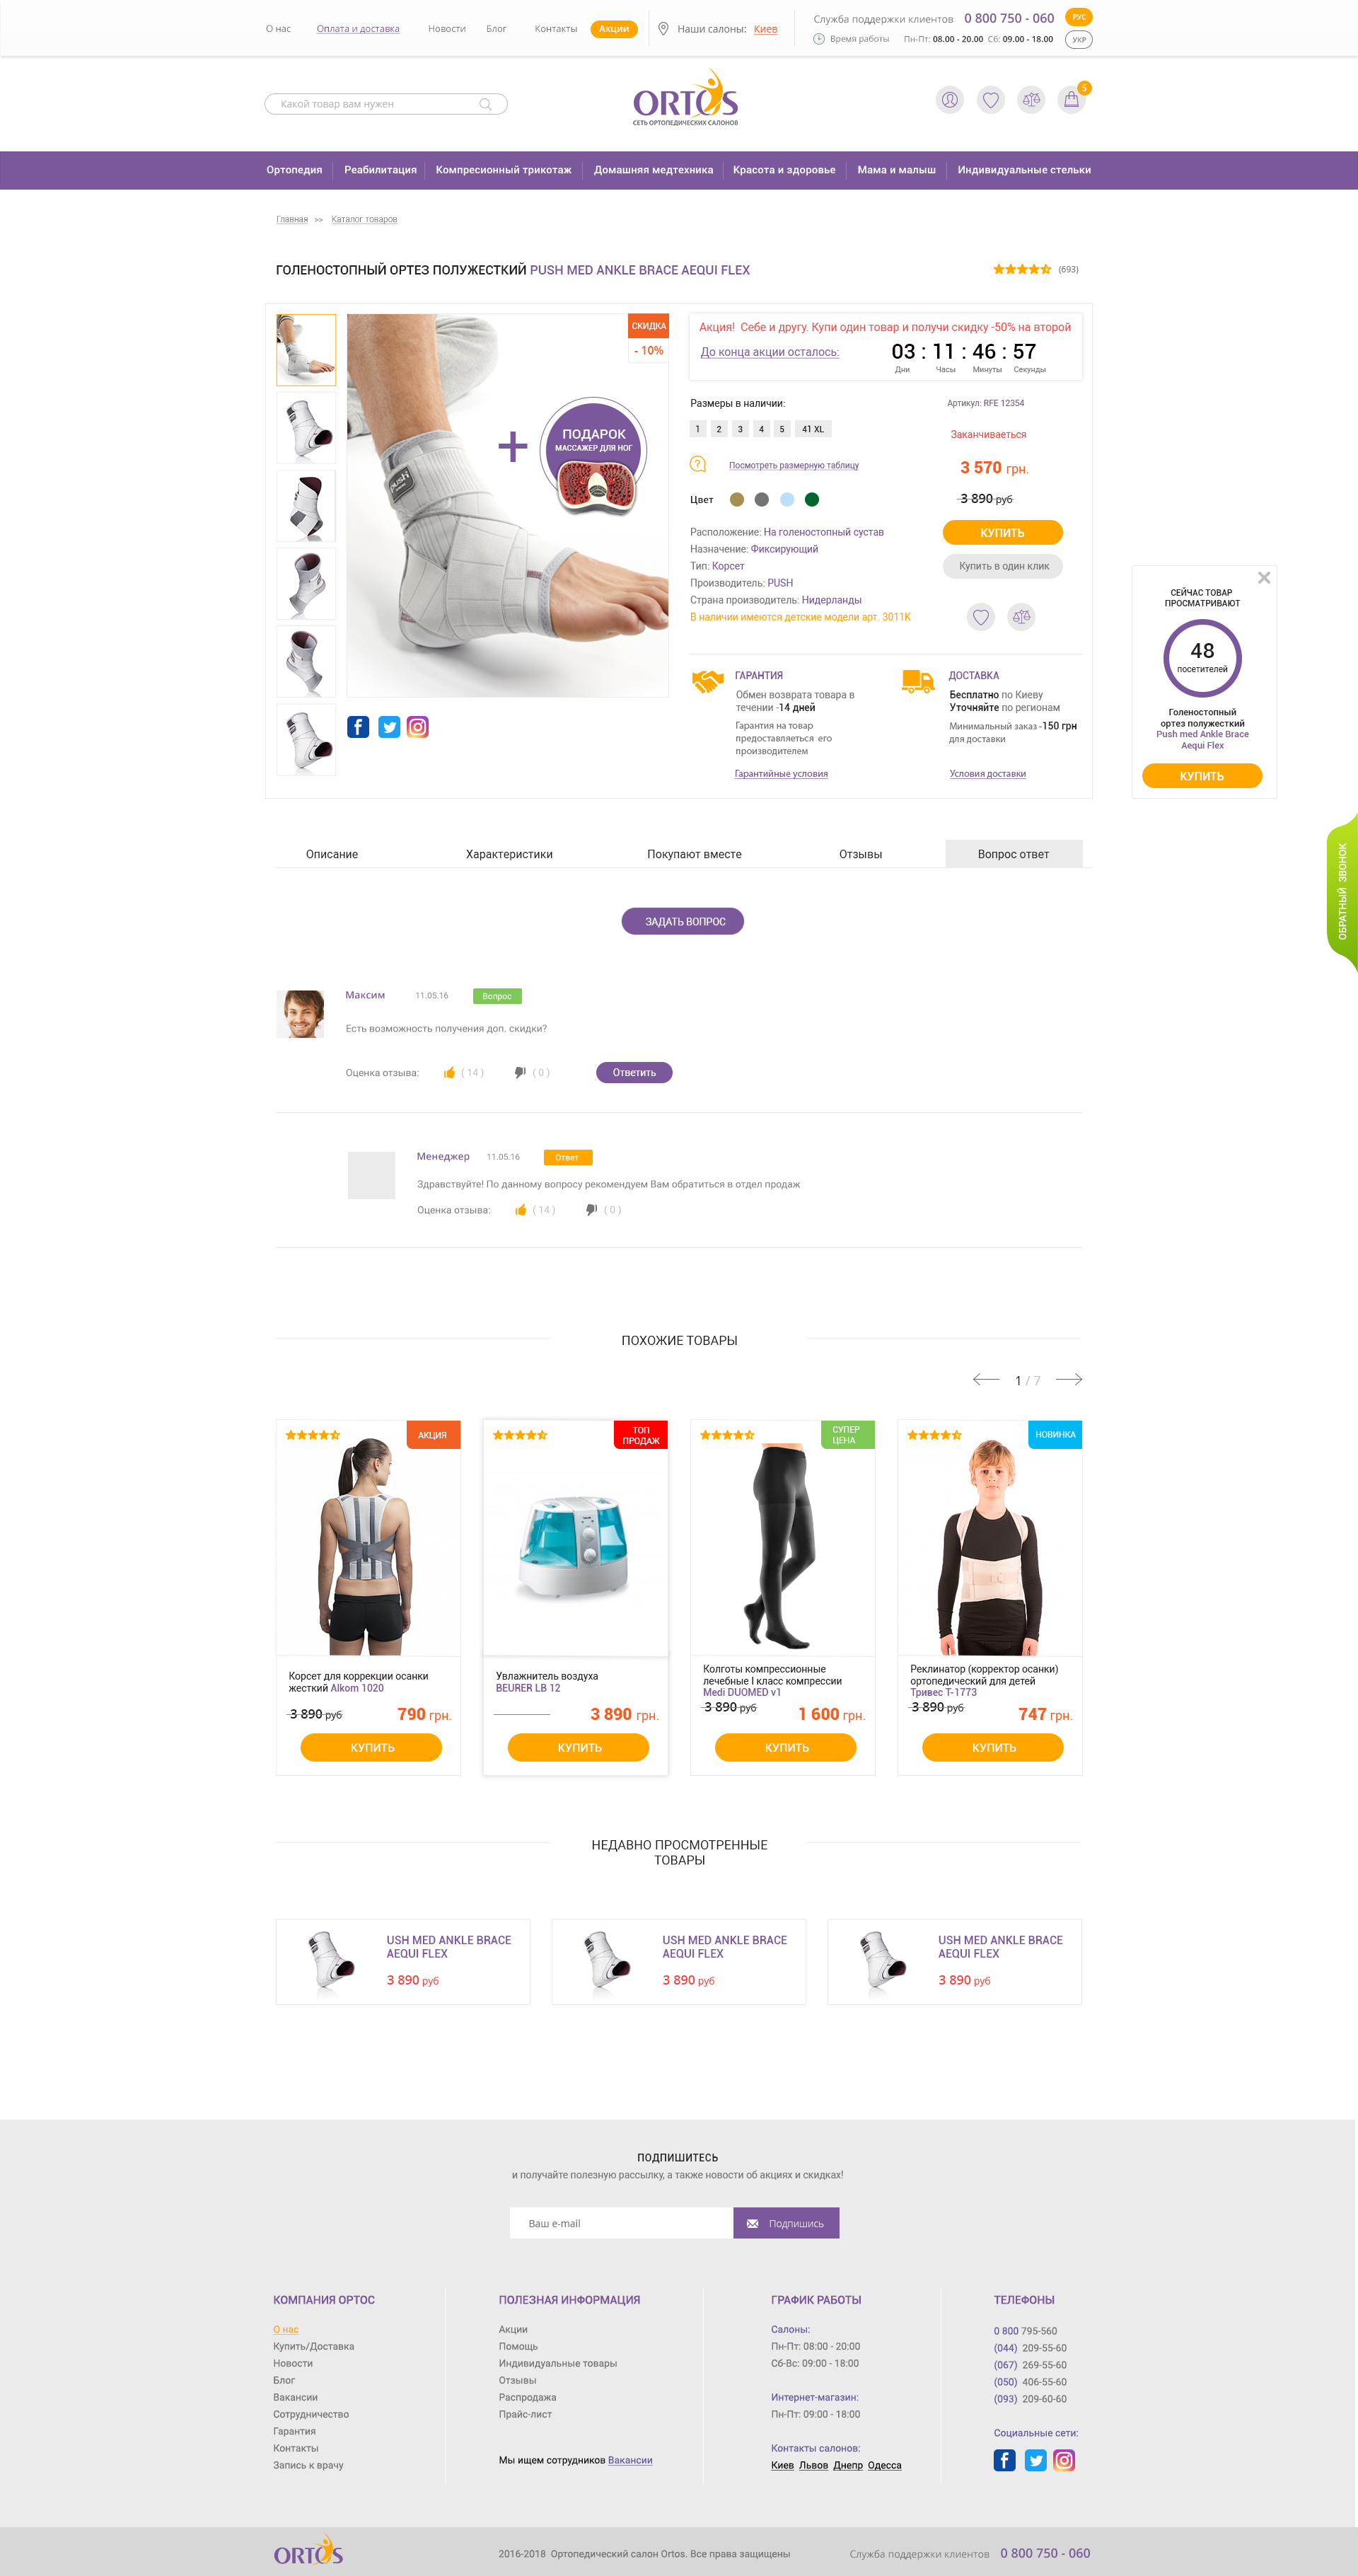 О нас
Оплата и доставка
Новости
Блог
Контакты
Акции
Наши салоны: Киев
Служба поддержки клиентов 0 800 750 - 060
Время работы Пн-Пт: 08.00 - 20.00 Сб: 09.00 - 18.00
РУС
УКР
Какой товар вам нужен
ORTOS
СЕТЬ ОРТОПЕДИЧЕСКИХ САЛОНОВ
5
Ортопедия
Реабилитация
Компресионный трикотаж
Домашняя медтехника
Красота и здоровье
Мама и малыш
Индивидуальные стельки
Главная >> Каталог товаров
ГОЛЕНОСТОПНЫЙ ОРТЕЗ ПОЛУЖЕСТКИЙ PUSH MED ANKLE BRACE AEQUI FLEX
(693)
СКИДКА
- 10%
+
ПОДАРОК
МАССАЖЕР ДЛЯ НОГ
push
Акция! Себе и другу. Купи один товар и получи скидку -50% на второй
До конца акции осталось:
03 : 11 : 46 : 57
Дни Часы Минуты Секунды
Размеры в наличии:
1 2 3 4 5 41 XL
?
Посмотреть размерную таблицу
Цвет
Расположение: На голеностопный сустав
Назначение: Фиксирующий
Тип: Корсет
Производитель: PUSH
Страна производитель: Нидерланды
В наличии имеются детские модели арт. 3011K
Артикул: RFE 12354
Заканчиваеться
3 570 грн.
3 890 руб
КУПИТЬ
Купить в один клик
ГАРАНТИЯ
Обмен возврата товара в
течении -14 дней
Гарантия на товар
предоставляеться его
производителем
Гарантийные условия
ДОСТАВКА
Бесплатно по Киеву
Уточняйте по регионам
Минимальный заказ -150 грн
для доставки
Условия доставки
СЕЙЧАС ТОВАР
ПРОСМАТРИВАЮТ
48
посетителей
Голеностопный
ортез полужесткий
Push med Ankle Brace
Aequi Flex
КУПИТЬ
ОБРАТНЫЙ ЗВОНОК
Описание
Характеристики
Покупают вместе
Отзывы
Вопрос ответ
ЗАДАТЬ ВОПРОС
Максим 11.05.16 Вопрос
Есть возможность получения доп. скидки?
Оценка отзыва: ( 14 ) ( 0 ) Ответить
Менеджер 11.05.16 Ответ
Здравствуйте! По данному вопросу рекомендуем Вам обратиться в отдел продаж
Оценка отзыва: ( 14 ) ( 0 )
ПОХОЖИЕ ТОВАРЫ
1 / 7
АКЦИЯ
Корсет для коррекции осанки
жесткий Alkom 1020
3 890 руб
790 грн.
КУПИТЬ
ТОП
ПРОДАЖ
Увлажнитель воздуха
BEURER LB 12
3 890 грн.
КУПИТЬ
СУПЕР
ЦЕНА
Колготы компрессионные
лечебные I класс компрессии
Medi DUOMED v1
3 890 руб
1 600 грн.
КУПИТЬ
НОВИНКА
Реклинатор (корректор осанки)
ортопедический для детей
Тривес Т-1773
3 890 руб
747 грн.
КУПИТЬ
НЕДАВНО ПРОСМОТРЕННЫЕ
ТОВАРЫ
USH MED ANKLE BRACE
AEQUI FLEX
3 890 руб
USH MED ANKLE BRACE
AEQUI FLEX
3 890 руб
USH MED ANKLE BRACE
AEQUI FLEX
3 890 руб
ПОДПИШИТЕСЬ
и получайте полезную рассылку, а также новости об акциях и скидках!
Ваш e-mail
Подпишись
КОМПАНИЯ ОРТОС
О нас
Купить/Доставка
Новости
Блог
Вакансии
Сотрудничество
Гарантия
Контакты
Запись к врачу
ПОЛЕЗНАЯ ИНФОРМАЦИЯ
Акции
Помощь
Индивидуальные товары
Отзывы
Распродажа
Прайс-лист
Мы ищем сотрудников Вакансии
ГРАФИК РАБОТЫ
Салоны:
Пн-Пт: 08:00 - 20:00
Сб-Вс: 09:00 - 18:00
Интернет-магазин:
Пн-Пт: 09:00 - 18:00
Контакты салонов:
Киев Львов Днепр Одесса
ТЕЛЕФОНЫ
0 800 795-560
(044) 209-55-60
(067) 269-55-60
(050) 406-55-60
(093) 209-60-60
Социальные сети:
ORTOS
2016-2018 Ортопедический салон Ortos. Все права защищены
Служба поддержки клиентов 0 800 750 - 060